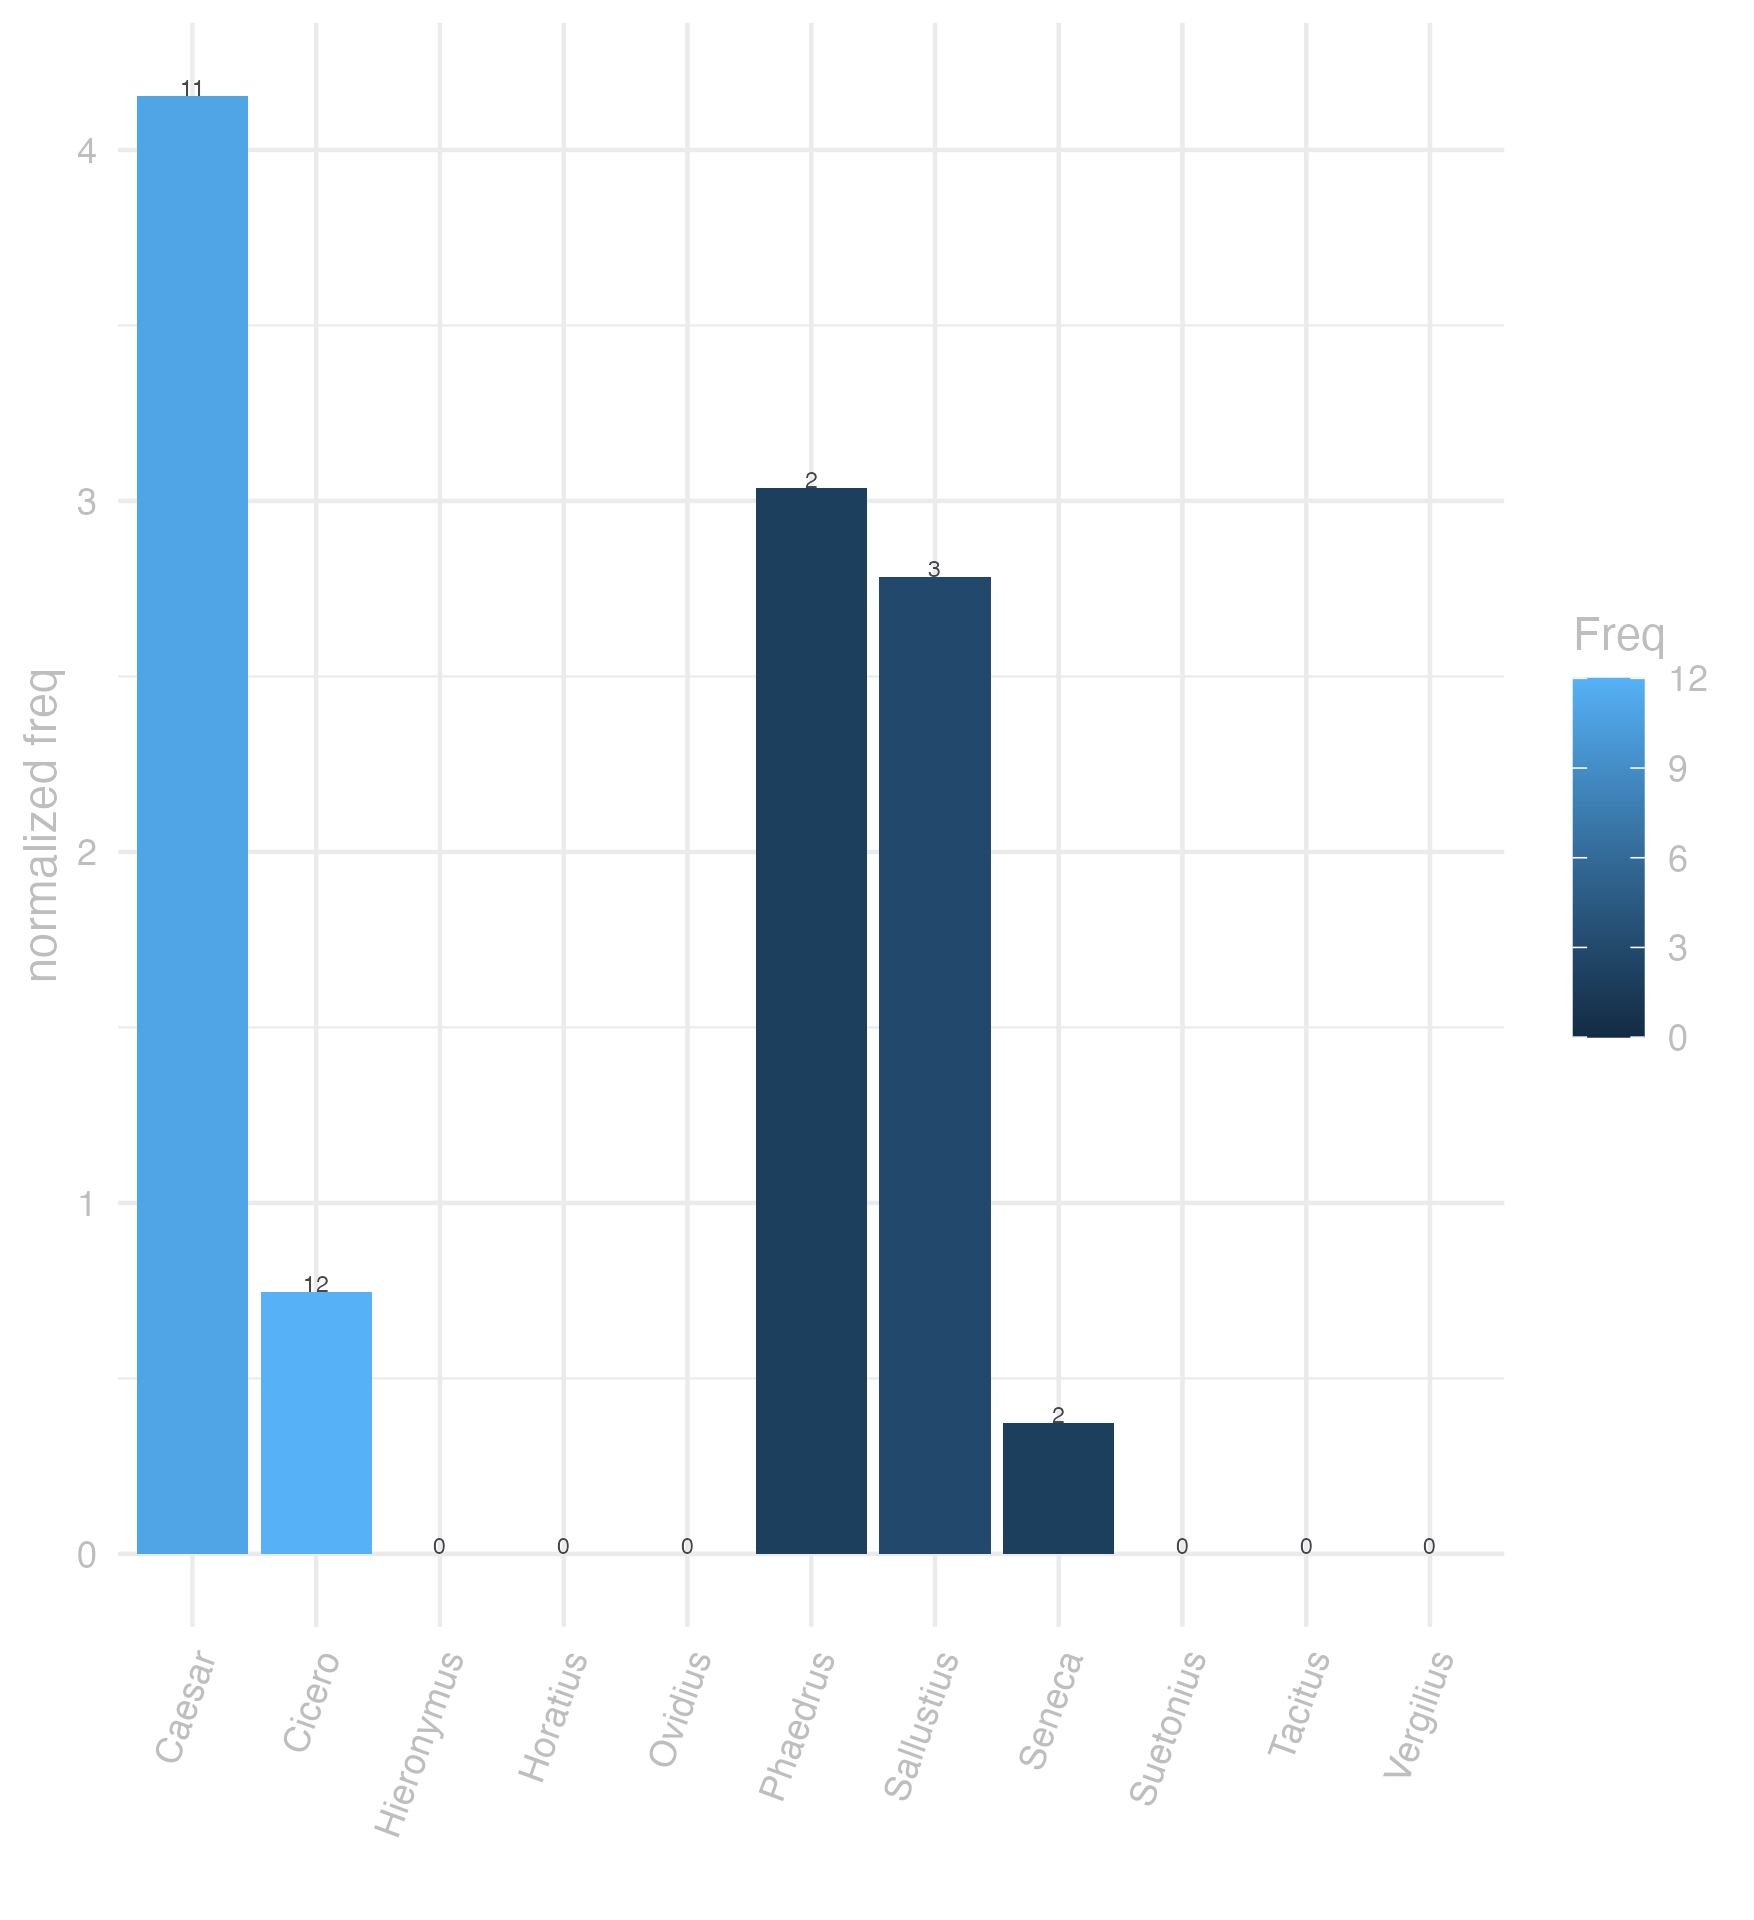 11
4
2
3
3
Freq
12
9
normalized freq
2
6
3
0
1
12
2
0
0 0 0 0 0 0
Caesar
Cicero
Hieronymus
Horatius
Ovidius
Phaedrus
Sallustius
Seneca
Suetonius
Tacitus
Vergilius